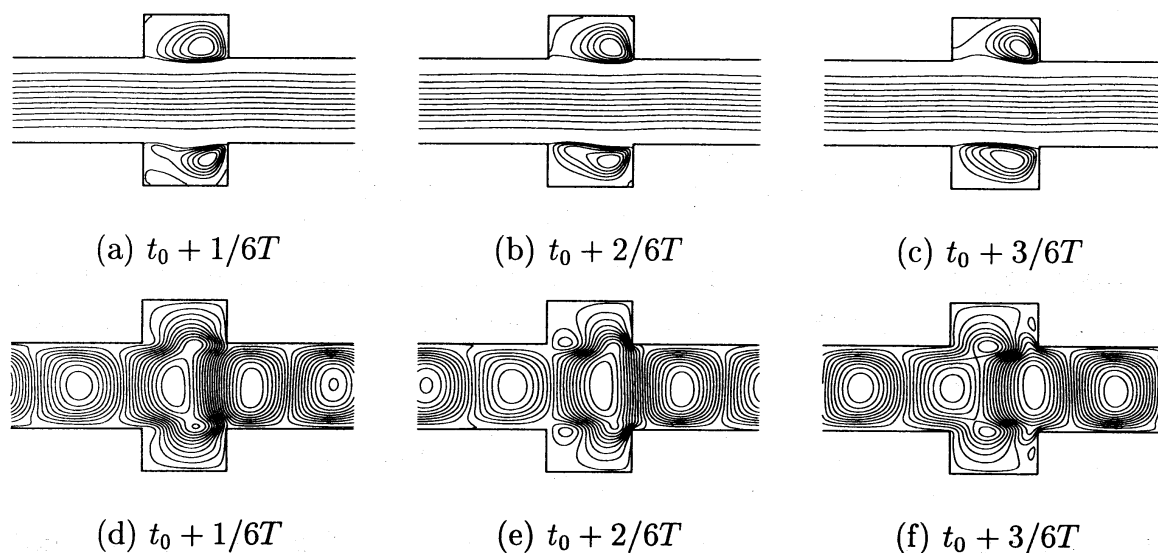 (a) t₀ + 1/6T
(b) t₀ + 2/6T
(c) t₀ + 3/6T
(d) t₀ + 1/6T
(e) t₀ + 2/6T
(f) t₀ + 3/6T